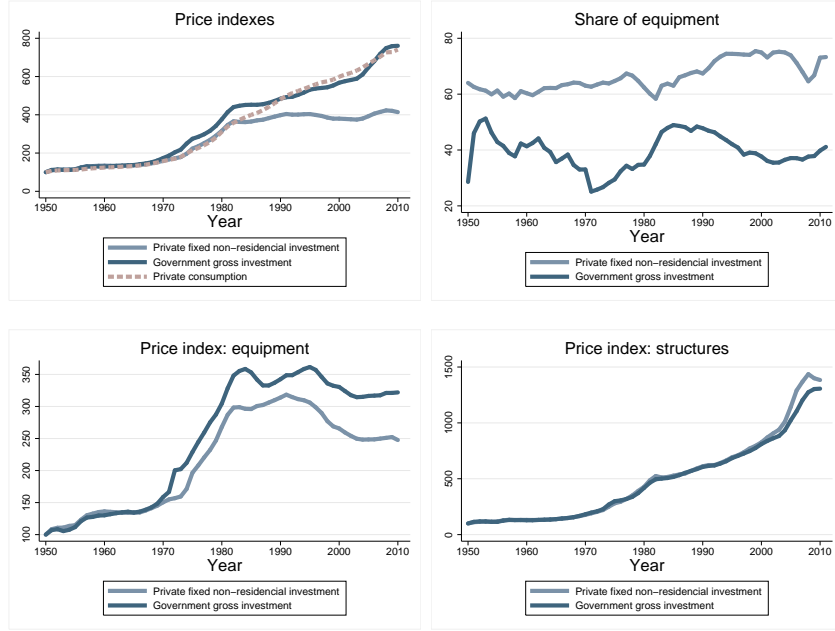 Price indexes
800
600
400
200
0
1950 1960 1970 1980 1990 2000 2010
Year
Private fixed non−residencial investment
Government gross investment
Private consumption
Share of equipment
80
60
40
20
1950 1960 1970 1980 1990 2000 2010
Year
Private fixed non−residencial investment
Government gross investment
Price index: equipment
350
300
250
200
150
100
1950 1960 1970 1980 1990 2000 2010
Year
Private fixed non−residencial investment
Government gross investment
Price index: structures
1500
1000
500
0
1950 1960 1970 1980 1990 2000 2010
Year
Private fixed non−residencial investment
Government gross investment